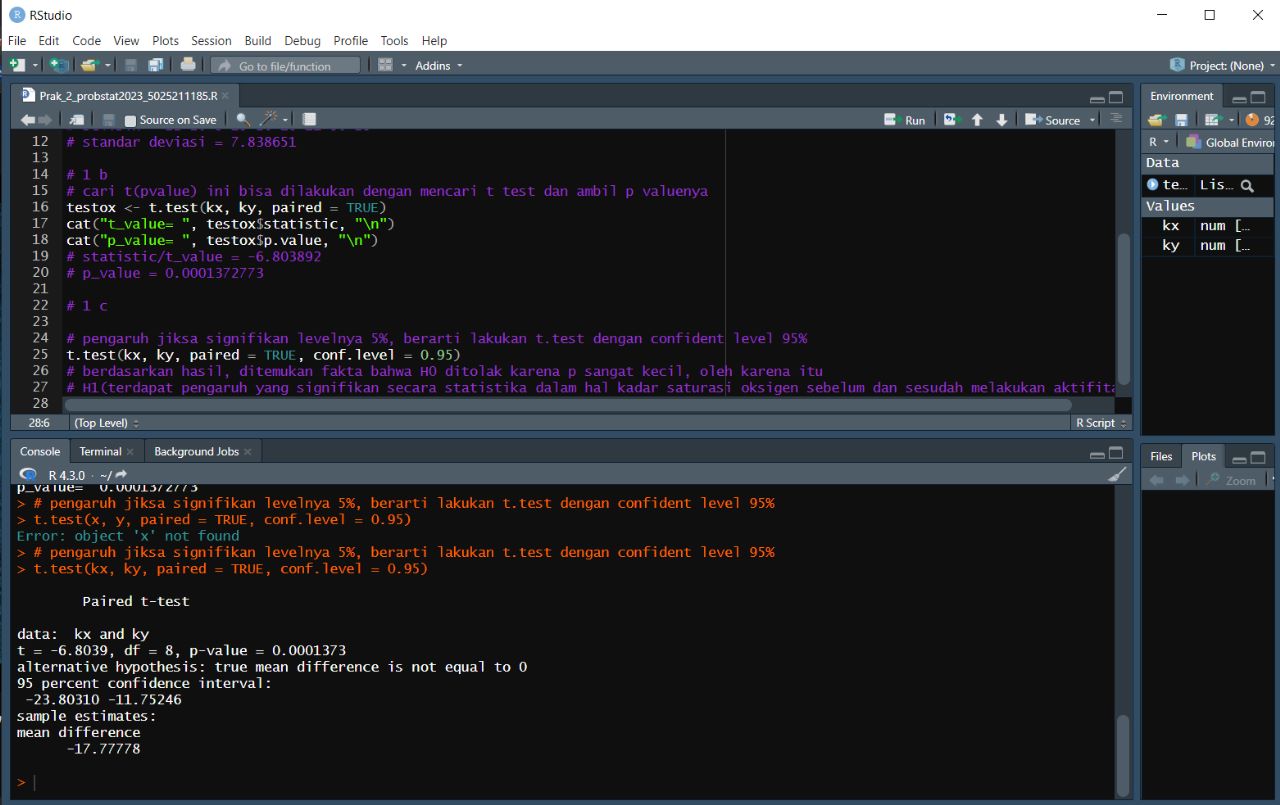 RStudio
File Edit Code View Plots Session Build Debug Profile Tools Help
Go to file/function Addins Project: (None)
Prak_2_probstat2023_5025211185.R
Source on Save Run Source
12 # standar deviasi = 7.838651
13
14 # 1 b
15 # cari t(pvalue) ini bisa dilakukan dengan mencari t test dan ambil p valuenya
16 testox <- t.test(kx, ky, paired = TRUE)
17 cat("t_value= ", testox$statistic, "\n")
18 cat("p_value= ", testox$p.value, "\n")
19 # statistic/t_value = -6.803892
20 # p_value = 0.0001372773
21
22 # 1 c
23
24 # pengaruh jiksa signifikan levelnya 5%, berarti lakukan t.test dengan confident level 95%
25 t.test(kx, ky, paired = TRUE, conf.level = 0.95)
26 # berdasarkan hasil, ditemukan fakta bahwa H0 ditolak karena p sangat kecil, oleh karena itu
27 # H1(terdapat pengaruh yang signifikan secara statistika dalam hal kadar saturasi oksigen sebelum dan sesudah melakukan aktifita
28
28:6 (Top Level) R Script
Console Terminal Background Jobs
R 4.3.0 · ~/
p_value= 0.0001372773
> # pengaruh jiksa signifikan levelnya 5%, berarti lakukan t.test dengan confident level 95%
> t.test(x, y, paired = TRUE, conf.level = 0.95)
Error: object 'x' not found
> # pengaruh jiksa signifikan levelnya 5%, berarti lakukan t.test dengan confident level 95%
> t.test(kx, ky, paired = TRUE, conf.level = 0.95)
Paired t-test
data: kx and ky
t = -6.8039, df = 8, p-value = 0.0001373
alternative hypothesis: true mean difference is not equal to 0
95 percent confidence interval:
-23.80310 -11.75246
sample estimates:
mean difference
-17.77778
>
Environment
92
R Global Enviro
Data
te... Lis...
Values
kx num [...
ky num [...
Files Plots
Zoom